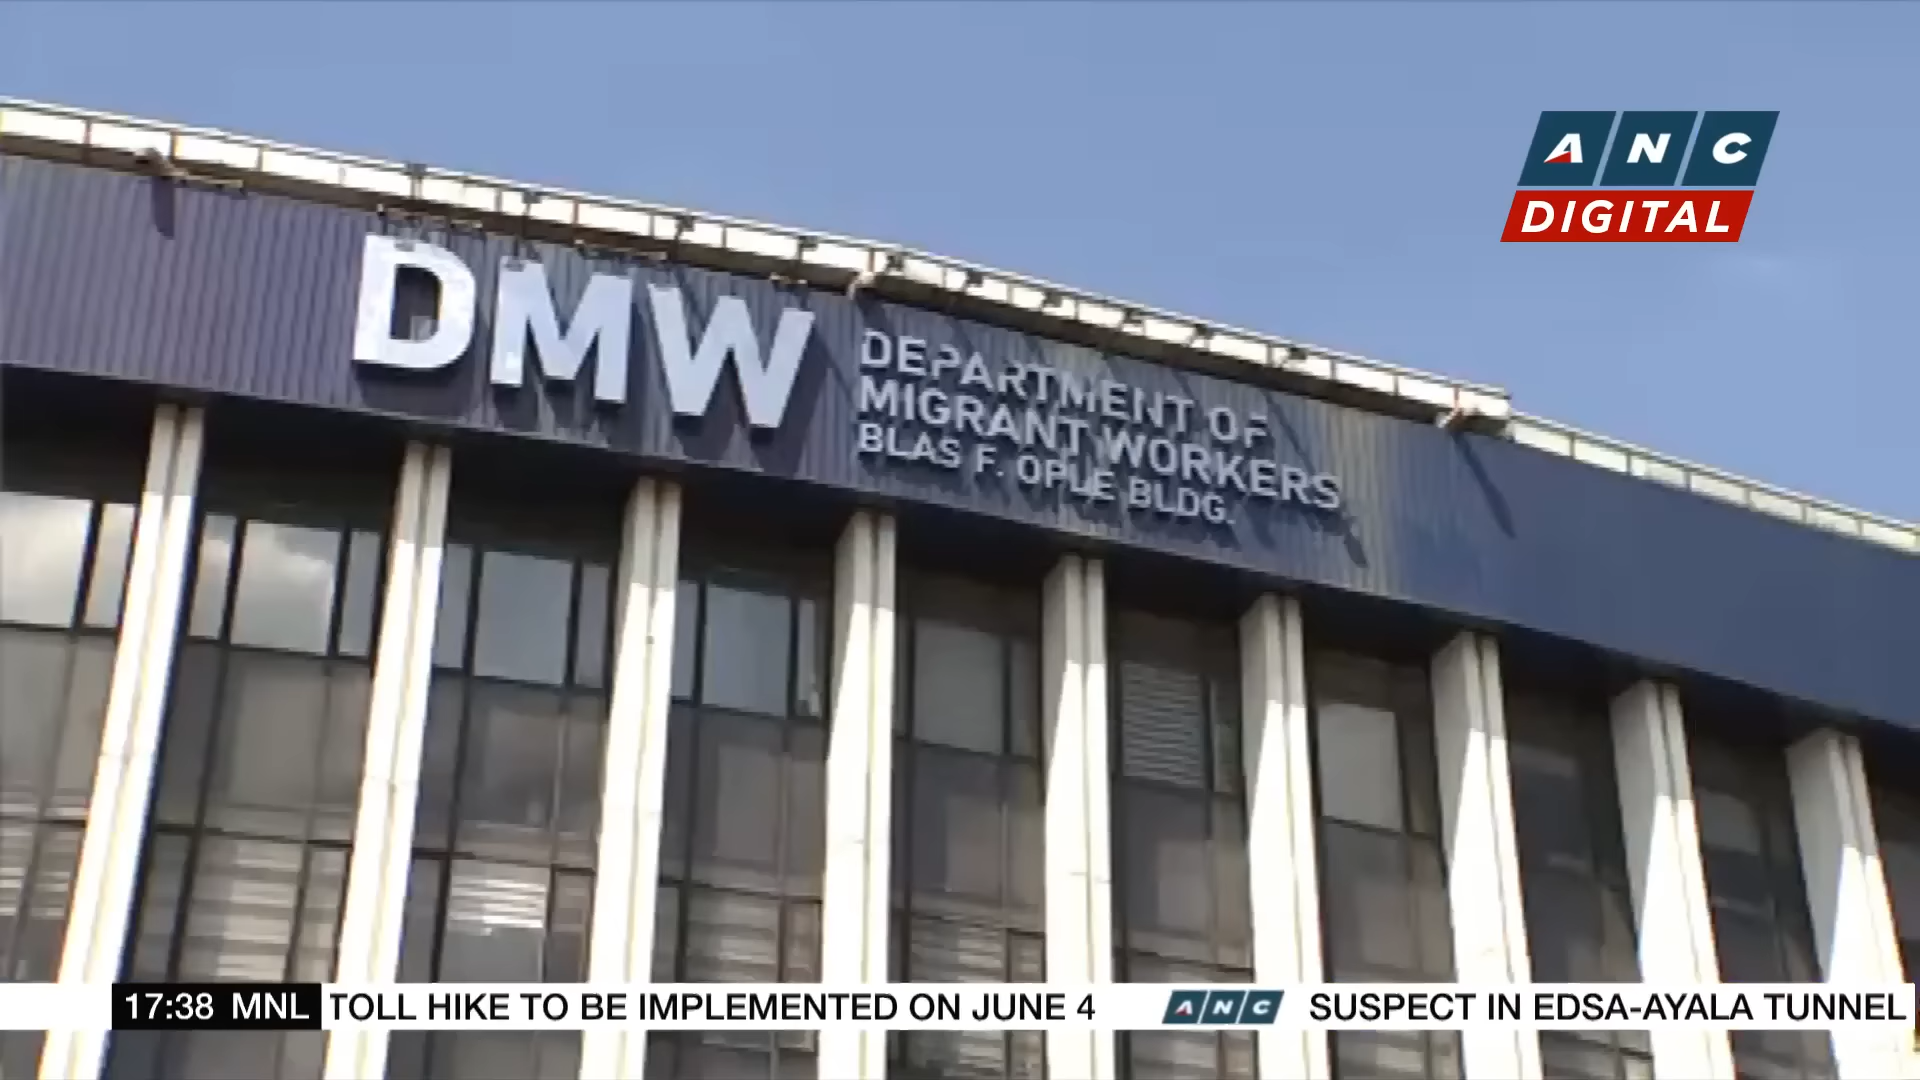 ANC
DIGITAL
DMW
DEPARTMENT OF
MIGRANT WORKERS
BLAS F. OPLE BLDG.
17:38 MNL
TOLL HIKE TO BE IMPLEMENTED ON JUNE 4
ANC
SUSPECT IN EDSA-AYALA TUNNEL